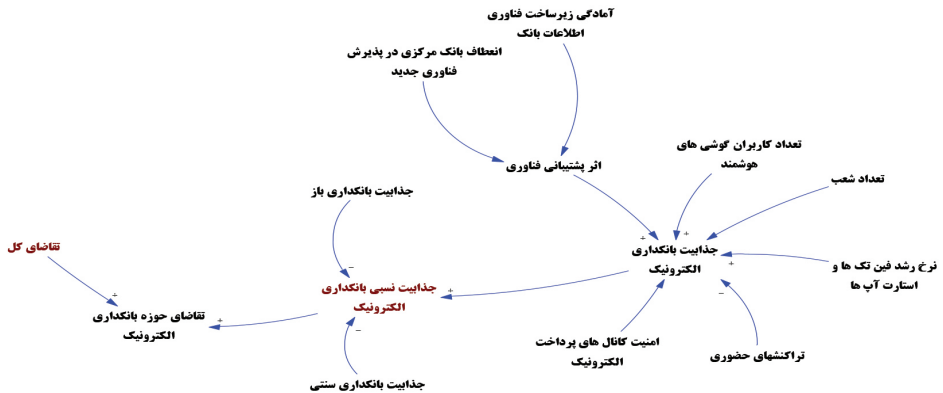 آمادگی زیرساخت فناوری
اطلاعات بانک
انعطاف بانک مرکزی در پذیرش
فناوری جدید
تعداد کاربران گوشی های
هوشمند
اثر پشتیبانی فناوری
تعداد شعب
جذابیت بانکداری باز
تقاضای کل
جذابیت بانکداری
الکترونیک
نرخ رشد فین تک ها و
استارت آپ ها
جذابیت نسبی بانکداری
الکترونیک
تقاضای حوزه بانکداری
الکترونیک
امنیت کانال های پرداخت
الکترونیک
تراکنشهای حضوری
جذابیت بانکداری سنتی